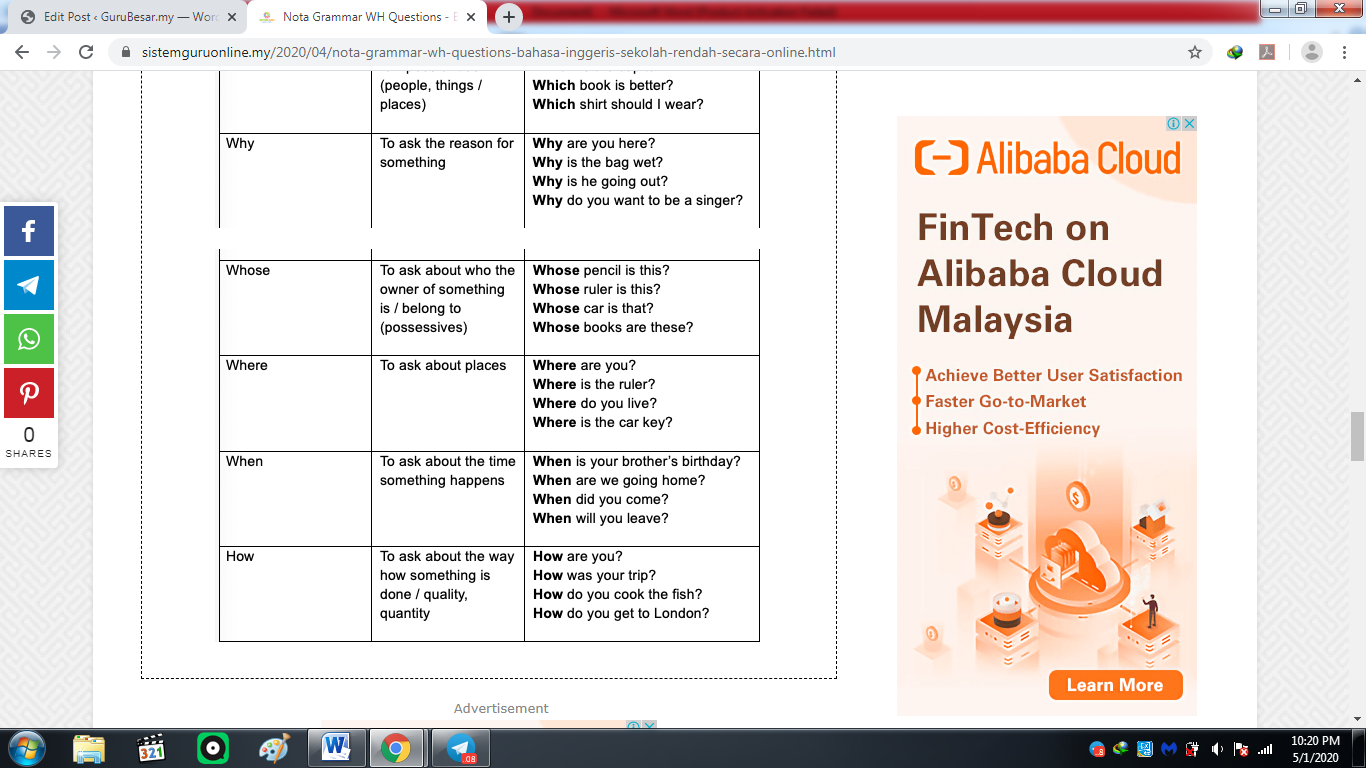 Edit Post ‹ GuruBesar.my — Wor
Nota Grammar WH Questions - B
sistemguruonline.my/2020/04/nota-grammar-wh-questions-bahasa-inggeris-sekolah-rendah-secara-online.html
(people, things /
places)
Which book is better?
Which shirt should I wear?
Why
To ask the reason for
something
Why are you here?
Why is the bag wet?
Why is he going out?
Why do you want to be a singer?
Whose
To ask about who the
owner of something
is / belong to
(possessives)
Whose pencil is this?
Whose ruler is this?
Whose car is that?
Whose books are these?
Where
To ask about places
Where are you?
Where is the ruler?
Where do you live?
Where is the car key?
When
To ask about the time
something happens
When is your brother’s birthday?
When are we going home?
When did you come?
When will you leave?
How
To ask about the way
how something is
done / quality,
quantity
How are you?
How was your trip?
How do you cook the fish?
How do you get to London?
0
SHARES
Alibaba Cloud
FinTech on
Alibaba Cloud
Malaysia
Achieve Better User Satisfaction
Faster Go-to-Market
Higher Cost-Efficiency
Learn More
Advertisement
321
.08
10:20 PM
5/1/2020